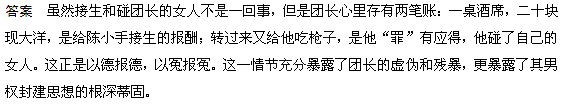 答案 虽然接生和碰团长的女人不是一回事，但是团长心里存有两笔账：一桌酒席，二十块
现大洋，是给陈小手接生的报酬；转过来又给他吃枪子，是他“罪”有应得，他碰了自己的
女人。这正是以德报德，以冤报冤。这一情节充分暴露了团长的虚伪和残暴，更暴露了其男
权封建思想的根深蒂固。